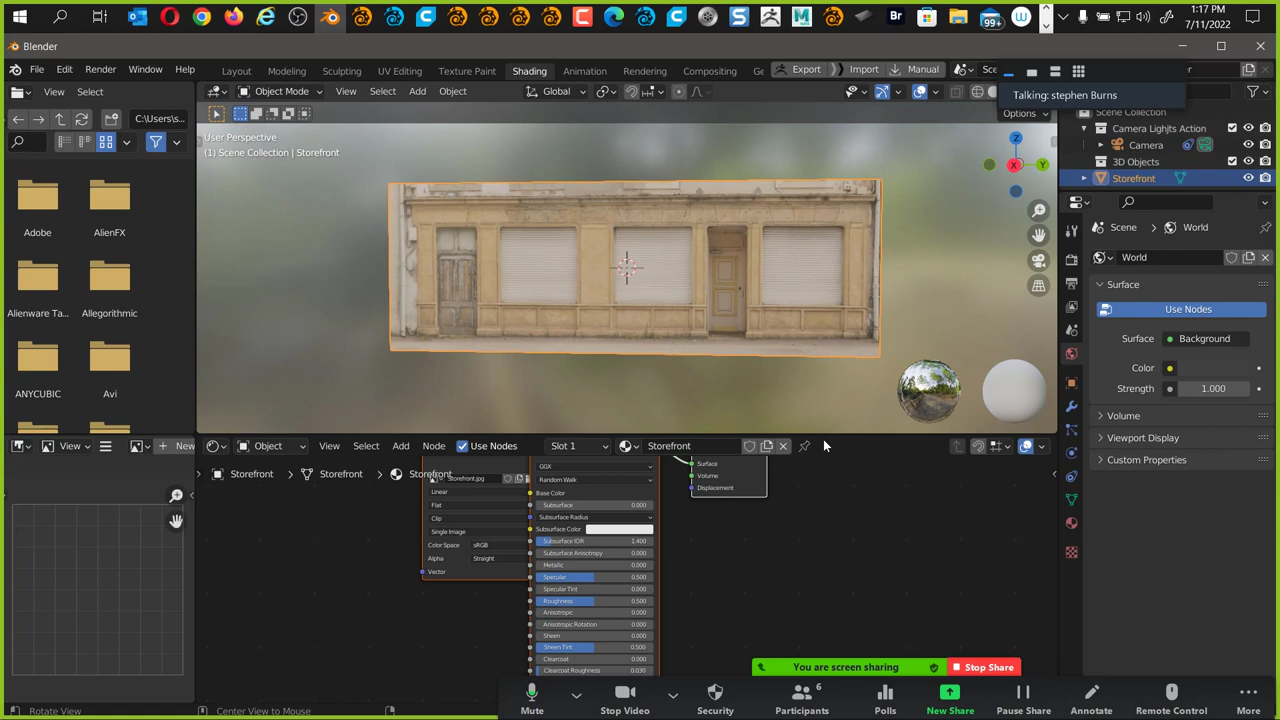 1:17 PM
Br
99+
7/11/2022
Blender
File Edit Render Window Help
Layout Modeling Sculpting UV Editing Texture Paint Shading Animation Rendering Compositing Ge
Export Import Manual
Sce
Talking: stephen Burns
View Select
Object Mode View Select Add Object Global
Options
C:\Users\s...
User Perspective
(1) Scene Collection | Storefront
Scene Collection
Camera Lighjts Action
Camera
3D Objects
Storefront
Z
X
Y
Adobe
AlienFX
Alienware Ta...
Allegorithmic
ANYCUBIC
Avi
Scene > World
World
Surface
Use Nodes
Surface Background
Color
Strength 1.000
Volume
Viewport Display
Custom Properties
View New
Object View Select Add Node Use Nodes Slot 1 Storefront
Storefront > Storefront > Storefront
Storefront.jpg
Linear
Flat
Clip
Single Image
Color Space sRGB
Alpha Straight
Vector
GGX
Random Walk
Base Color
Subsurface 0.000
Subsurface Radius
Subsurface Color
Subsurface IOR 1.400
Subsurface Anisotropy 0.000
Metallic 0.000
Specular 0.500
Specular Tint 0.000
Roughness 0.500
Anisotropic 0.000
Anisotropic Rotation 0.000
Sheen 0.000
Sheen Tint 0.500
Clearcoat 0.000
Clearcoat Roughness 0.030
Surface
Volume
Displacement
You are screen sharing Stop Share
Mute Stop Video Security Participants 6 Polls New Share Pause Share Annotate Remote Control More
Rotate View Center View to Mouse